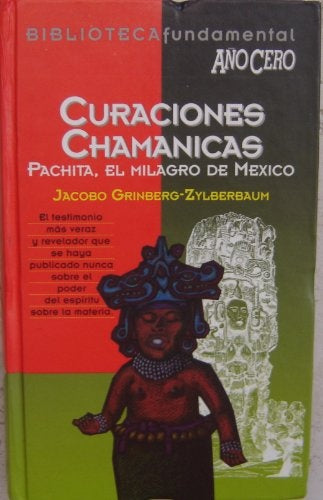 BIBLIOTECAfundamental
AÑO CERO
CURACIONES
CHAMANICAS
PACHITA, EL MILAGRO DE MEXICO
JACOBO GRINBERG-ZYLBERBAUM
El testimonio
más veraz
y revelador que
se haya
publicado nunca
sobre el
poder
del espíritu
sobre la materia.